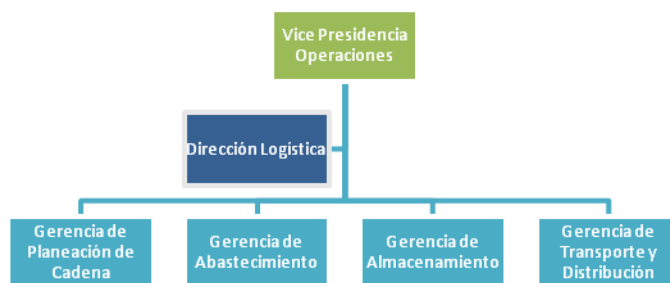 Vice Presidencia
Operaciones
Dirección Logística
Gerencia de
Planeación de
Cadena
Gerencia de
Abastecimiento
Gerencia de
Almacenamiento
Gerencia de
Transporte y
Distribución